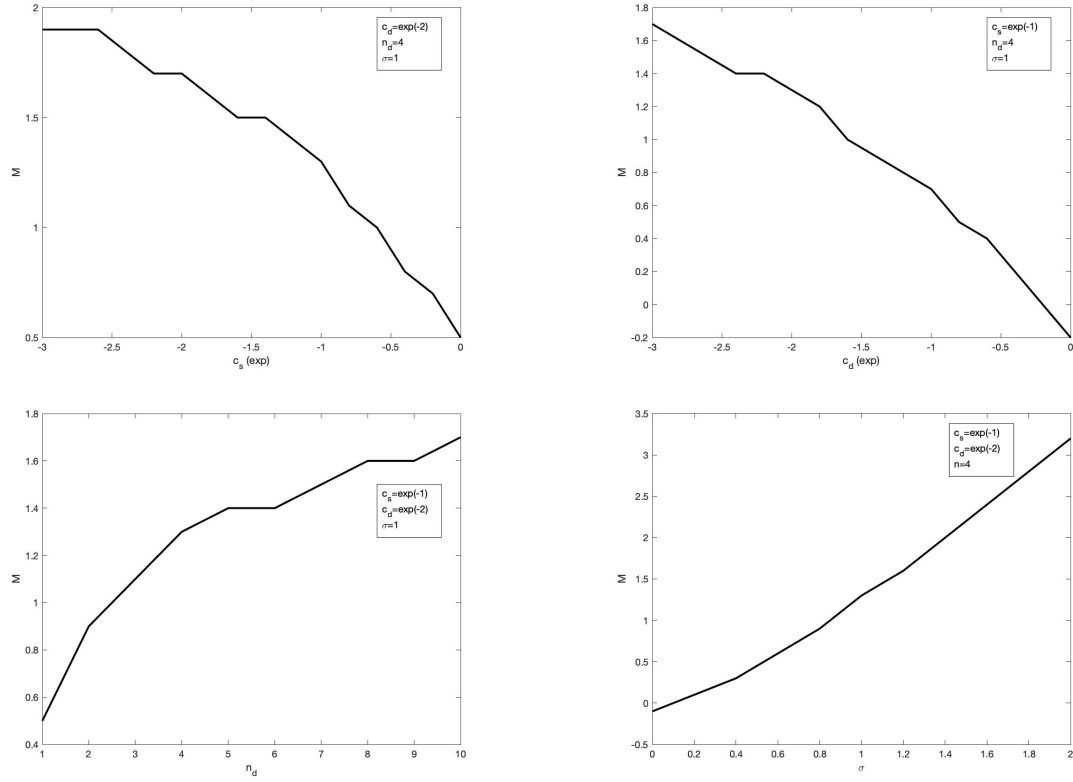 2
1.5
1
0.5
M
-3 -2.5 -2 -1.5 -1 -0.5 0
c_s (exp)
c_d=exp(-2)
n_d=4
σ=1
1.8
1.6
1.4
1.2
1
0.8
0.6
0.4
0.2
0
-0.2
M
-3 -2.5 -2 -1.5 -1 -0.5 0
c_d (exp)
c_s=exp(-1)
n_d=4
σ=1
1.8
1.6
1.4
1.2
1
0.8
0.6
0.4
M
1 2 3 4 5 6 7 8 9 10
n_d
c_s=exp(-1)
c_d=exp(-2)
σ=1
3.5
3
2.5
2
1.5
1
0.5
0
-0.5
M
0 0.2 0.4 0.6 0.8 1 1.2 1.4 1.6 1.8 2
σ
c_s=exp(-1)
c_d=exp(-2)
n=4